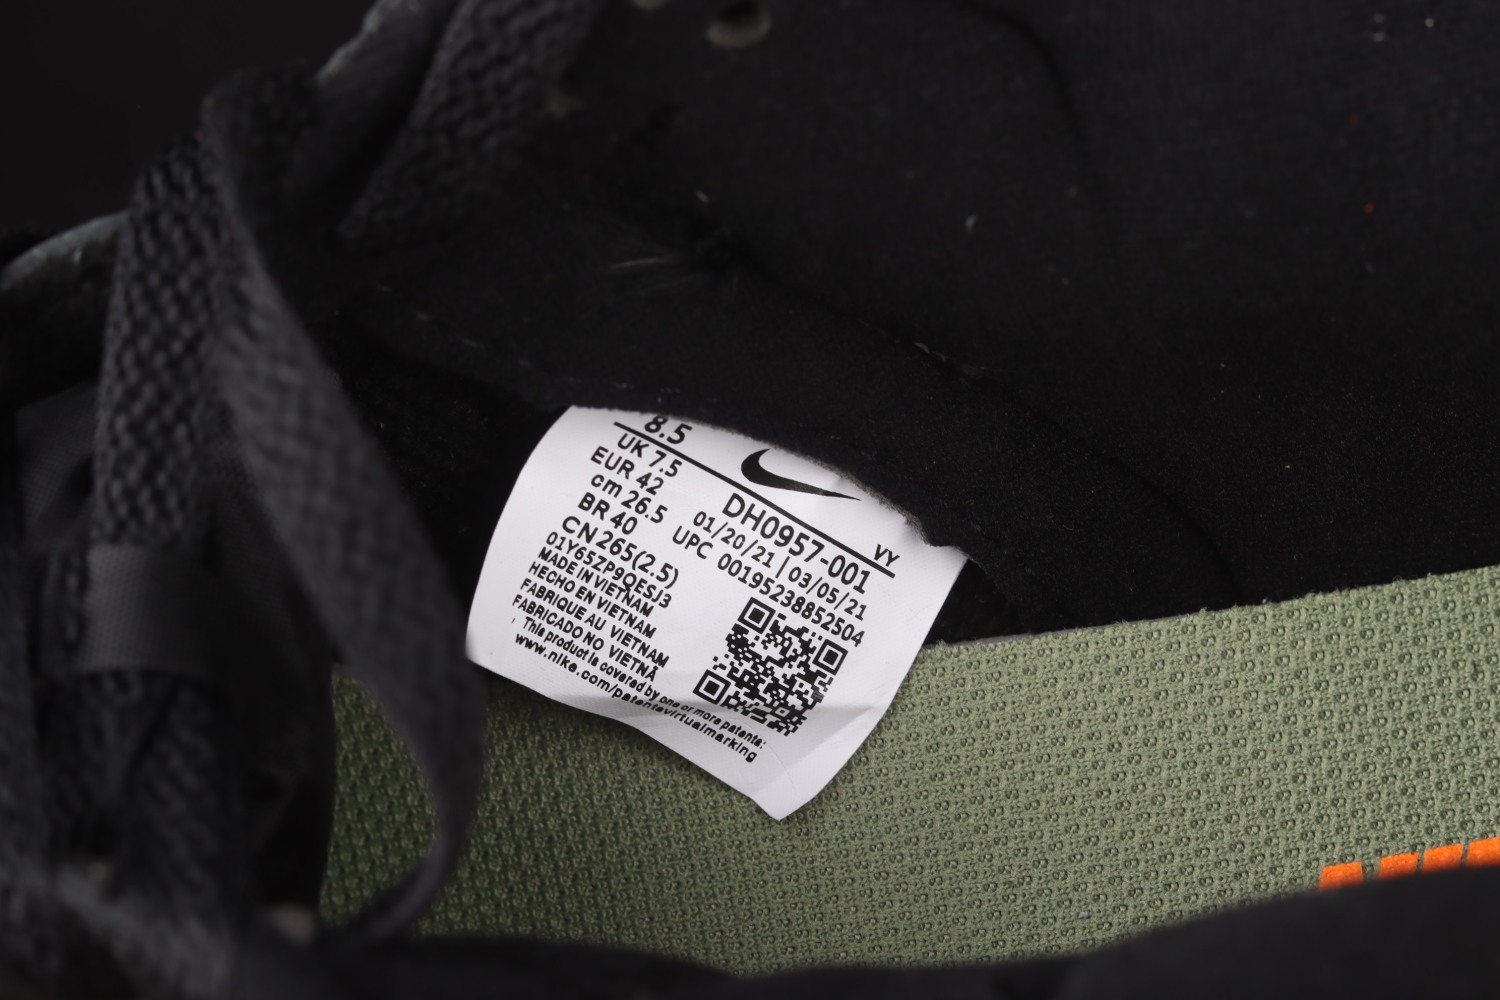 8.5
UK 7.5
EUR 42
cm 26.5
BR 40
CN 265(2.5)
01Y65ZP9QESJ3
MADE IN VIETNAM
HECHO EN VIETNAM
FABRIQUE AU VIETNAM
FABRICADO NO VIETNÃ
This product is covered by one or more patents:
www.nike.com/patentsvirtualmarking
VY
DH0957-001
01/20/21 | 03/05/21
UPC 00195238852504